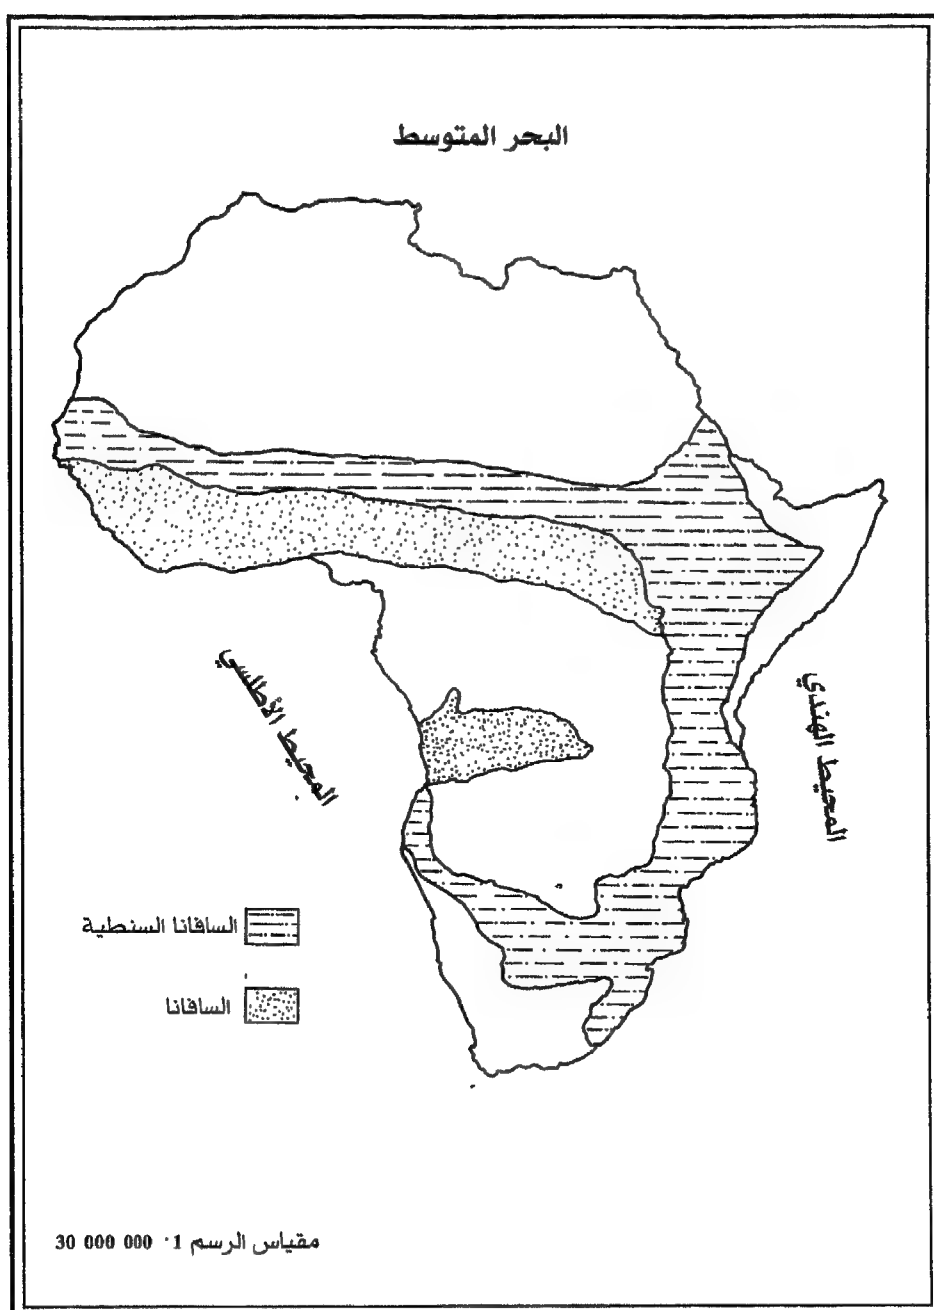 البحر المتوسط
المحيط الأطلسي
المحيط الهندي
السافانا السنطية
السافانا
مقياس الرسم 1: 000 000 30